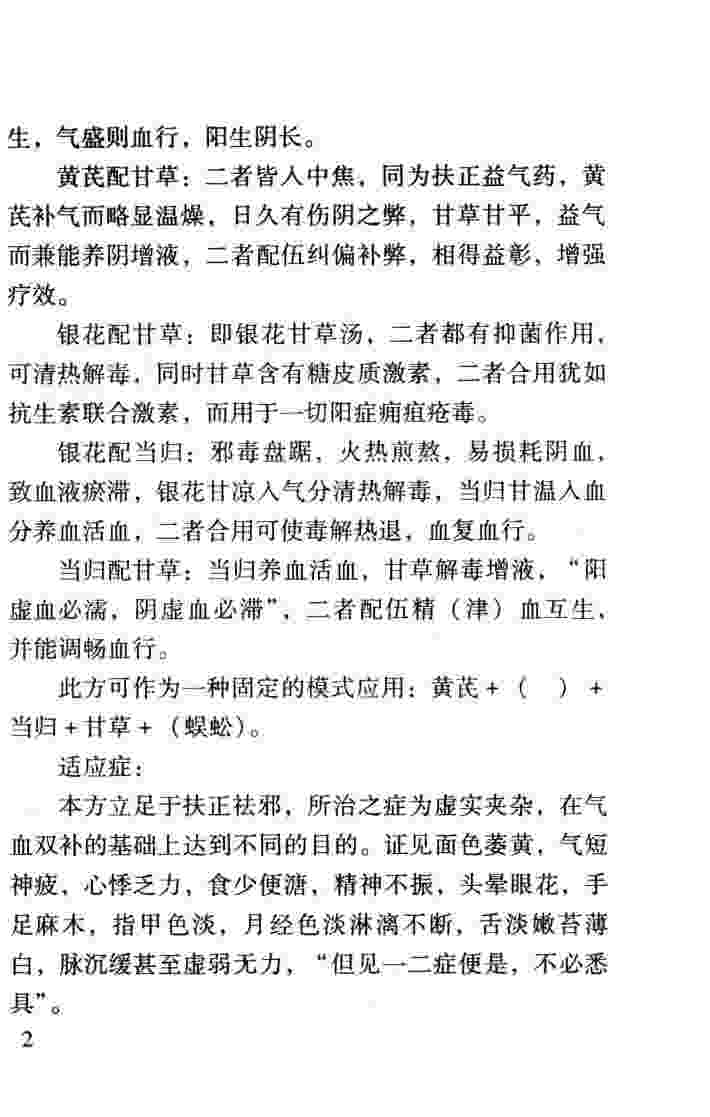 生，气盛则血行，阳生阴长。
黄芪配甘草：二者皆入中焦，同为扶正益气药，黄
芪补气而略显温燥，日久有伤阴之弊，甘草甘平，益气
而兼能养阴增液，二者配伍纠偏补弊，相得益彰，增强
疗效。
银花配甘草：即银花甘草汤，二者都有抑菌作用，
可清热解毒，同时甘草含有糖皮质激素，二者合用犹如
抗生素联合激素，而用于一切阳症痈疽疮毒。
银花配当归：邪毒盘踞，火热煎熬，易损耗阴血，
致血液瘀滞，银花甘凉入气分清热解毒，当归甘温入血
分养血活血，二者合用可使毒解热退，血复血行。
当归配甘草：当归养血活血，甘草解毒增液，“阳
虚血必濡，阴虚血必滞”，二者配伍精（津）血互生，
并能调畅血行。
此方可作为一种固定的模式应用：黄芪+（　）+
当归+甘草+（蜈蚣）。
适应症：
本方立足于扶正祛邪，所治之症为虚实夹杂，在气
血双补的基础上达到不同的目的。证见面色萎黄，气短
神疲，心悸乏力，食少便溏，精神不振，头晕眼花，手
足麻木，指甲色淡，月经色淡淋漓不断，舌淡嫩苔薄
白，脉沉缓甚至虚弱无力，“但见一二症便是，不必悉
具”。
2